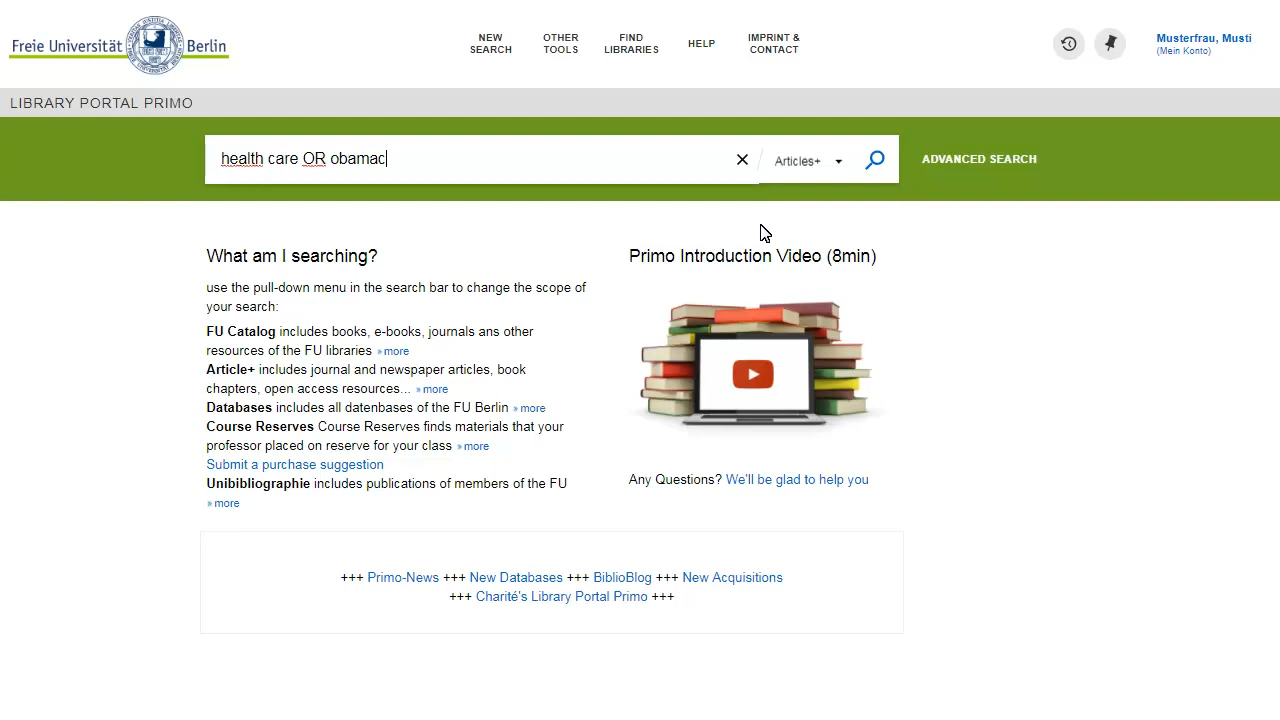 Freie Universität Berlin
NEW SEARCH
OTHER TOOLS
FIND LIBRARIES
HELP
IMPRINT & CONTACT
Musterfrau, Musti
(Mein Konto)
LIBRARY PORTAL PRIMO
health care OR obamac
Articles+
ADVANCED SEARCH
What am I searching?
use the pull-down menu in the search bar to change the scope of
your search:
FU Catalog includes books, e-books, journals ans other
resources of the FU libraries » more
Article+ includes journal and newspaper articles, book
chapters, open access resources... » more
Databases includes all datenbases of the FU Berlin » more
Course Reserves Course Reserves finds materials that your
professor placed on reserve for your class » more
Submit a purchase suggestion
Unibibliographie includes publications of members of the FU
» more
Primo Introduction Video (8min)
Any Questions? We'll be glad to help you
+++ Primo-News +++ New Databases +++ BiblioBlog +++ New Acquisitions
+++ Charité's Library Portal Primo +++